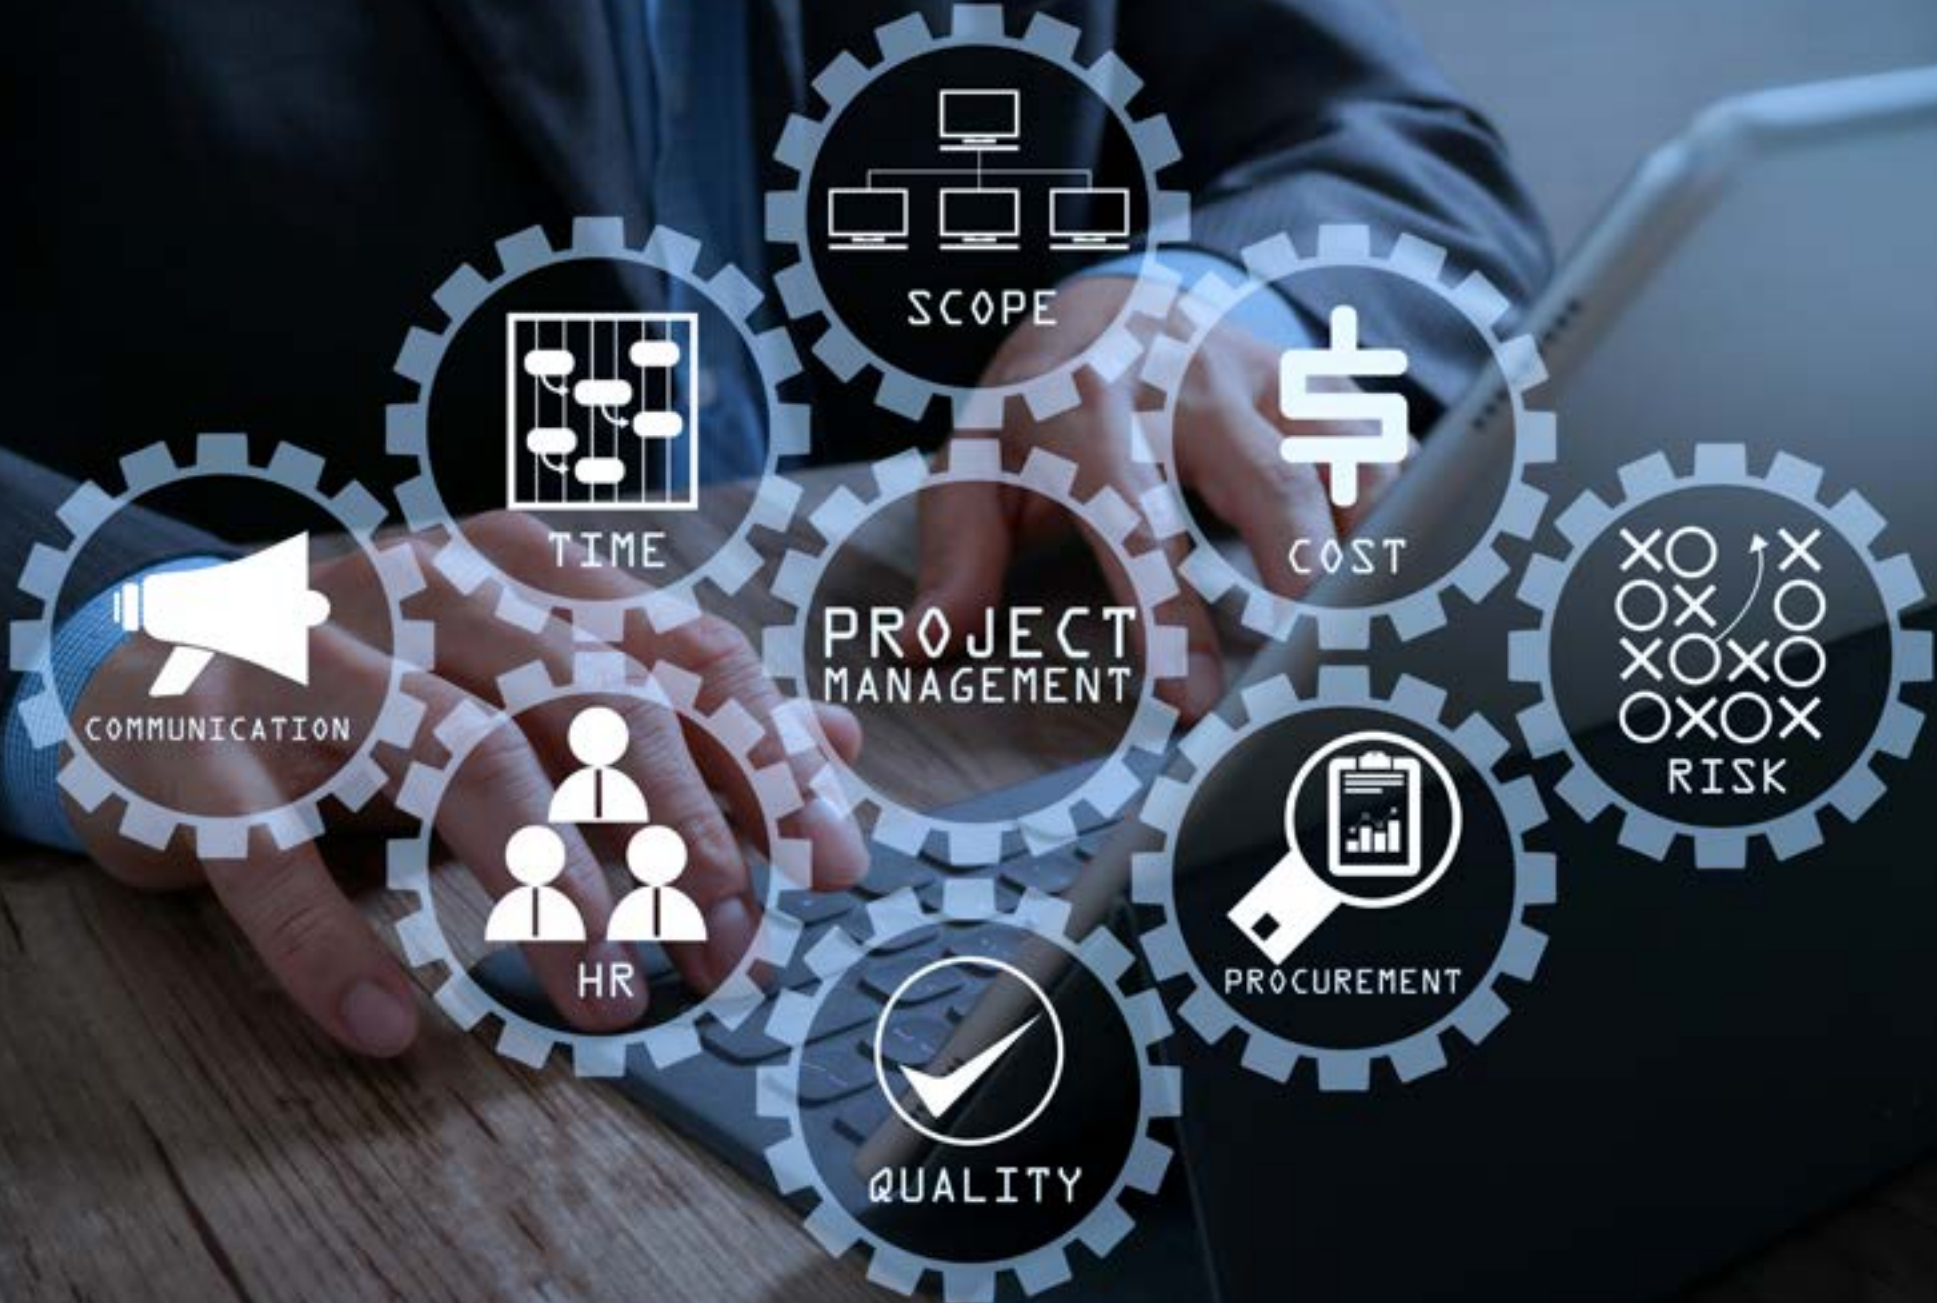 SCOPE
TIME
COST
COMMUNICATION
PROJECT
MANAGEMENT
RISK
HR
PROCUREMENT
QUALITY